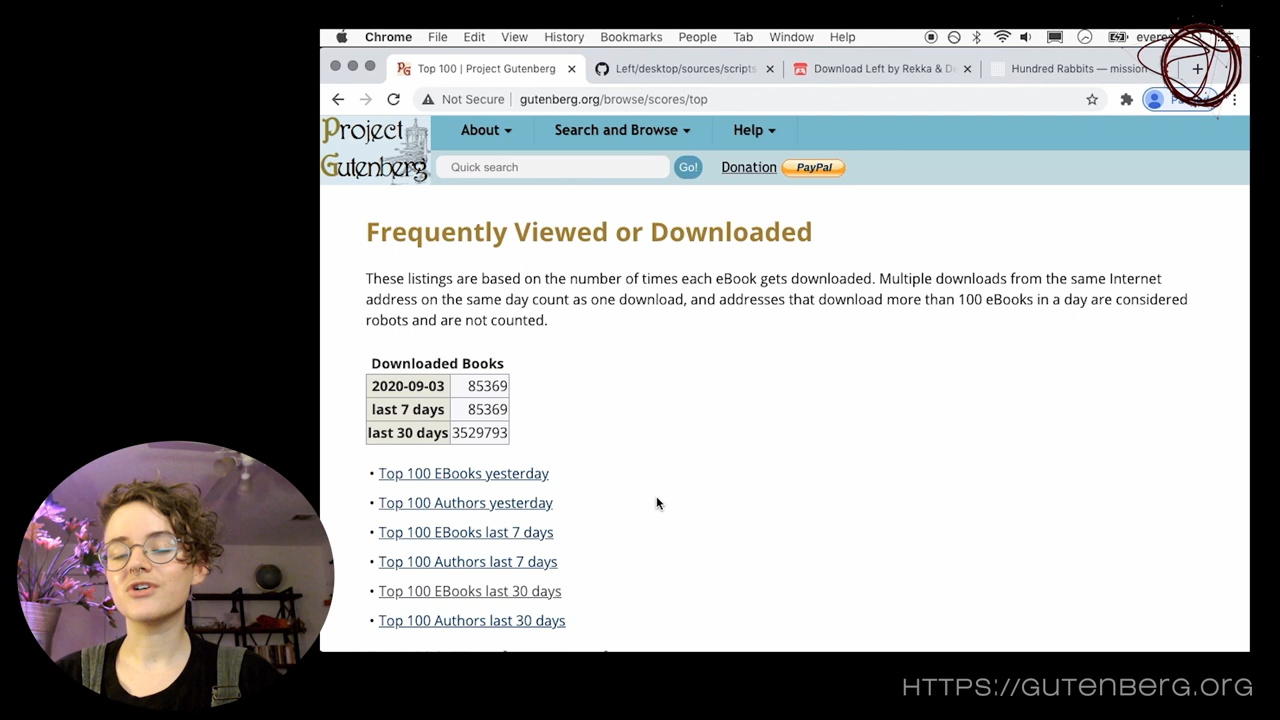 Chrome File Edit View History Bookmarks People Tab Window Help
Top 100 | Project Gutenberg
Left/desktop/sources/scripts
Download Left by Rekka & D
Hundred Rabbits — mission
Not Secure gutenberg.org/browse/scores/top
Project Gutenberg
About Search and Browse Help
Quick search Go! Donation PayPal
Frequently Viewed or Downloaded
These listings are based on the number of times each eBook gets downloaded. Multiple downloads from the same Internet
address on the same day count as one download, and addresses that download more than 100 eBooks in a day are considered
robots and are not counted.
Downloaded Books
2020-09-03 85369
last 7 days 85369
last 30 days 3529793
• Top 100 EBooks yesterday
• Top 100 Authors yesterday
• Top 100 EBooks last 7 days
• Top 100 Authors last 7 days
• Top 100 EBooks last 30 days
• Top 100 Authors last 30 days
HTTPS://GUTENBERG.ORG